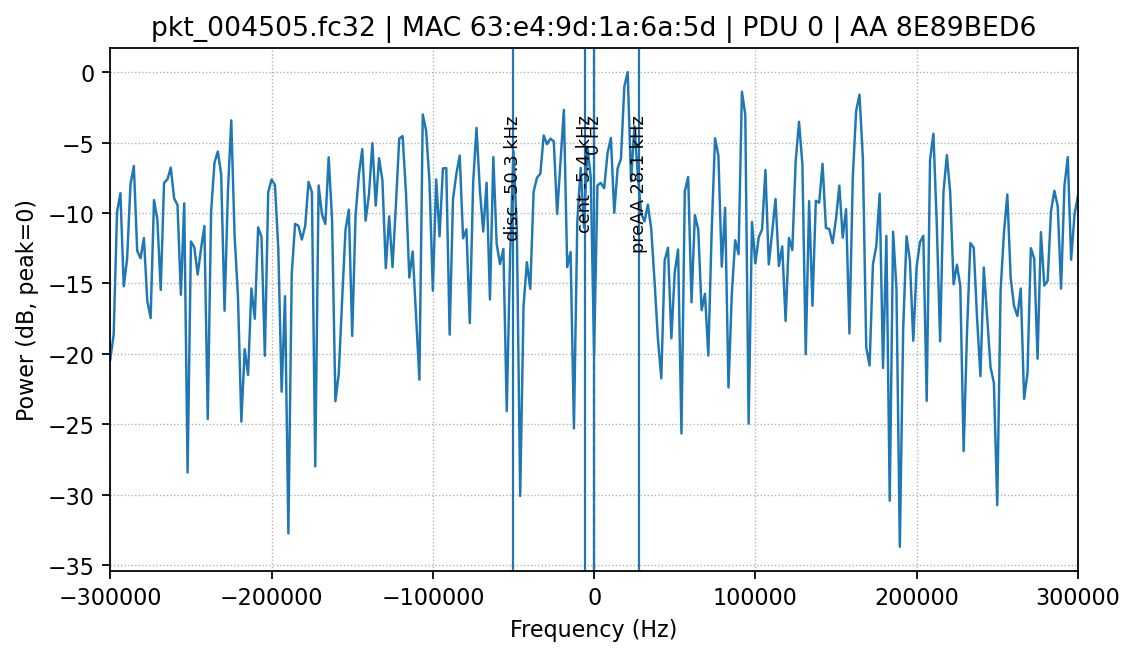 pkt_004505.fc32 | MAC 63:e4:9d:1a:6a:5d | PDU 0 | AA 8E89BED6
Power (dB, peak=0)
0
−5
−10
−15
−20
−25
−30
−35
disc -50.3 kHz
cent -5.4 kHz
0 Hz
preAA 28.1 kHz
−300000
−200000
−100000
0
100000
200000
300000
Frequency (Hz)